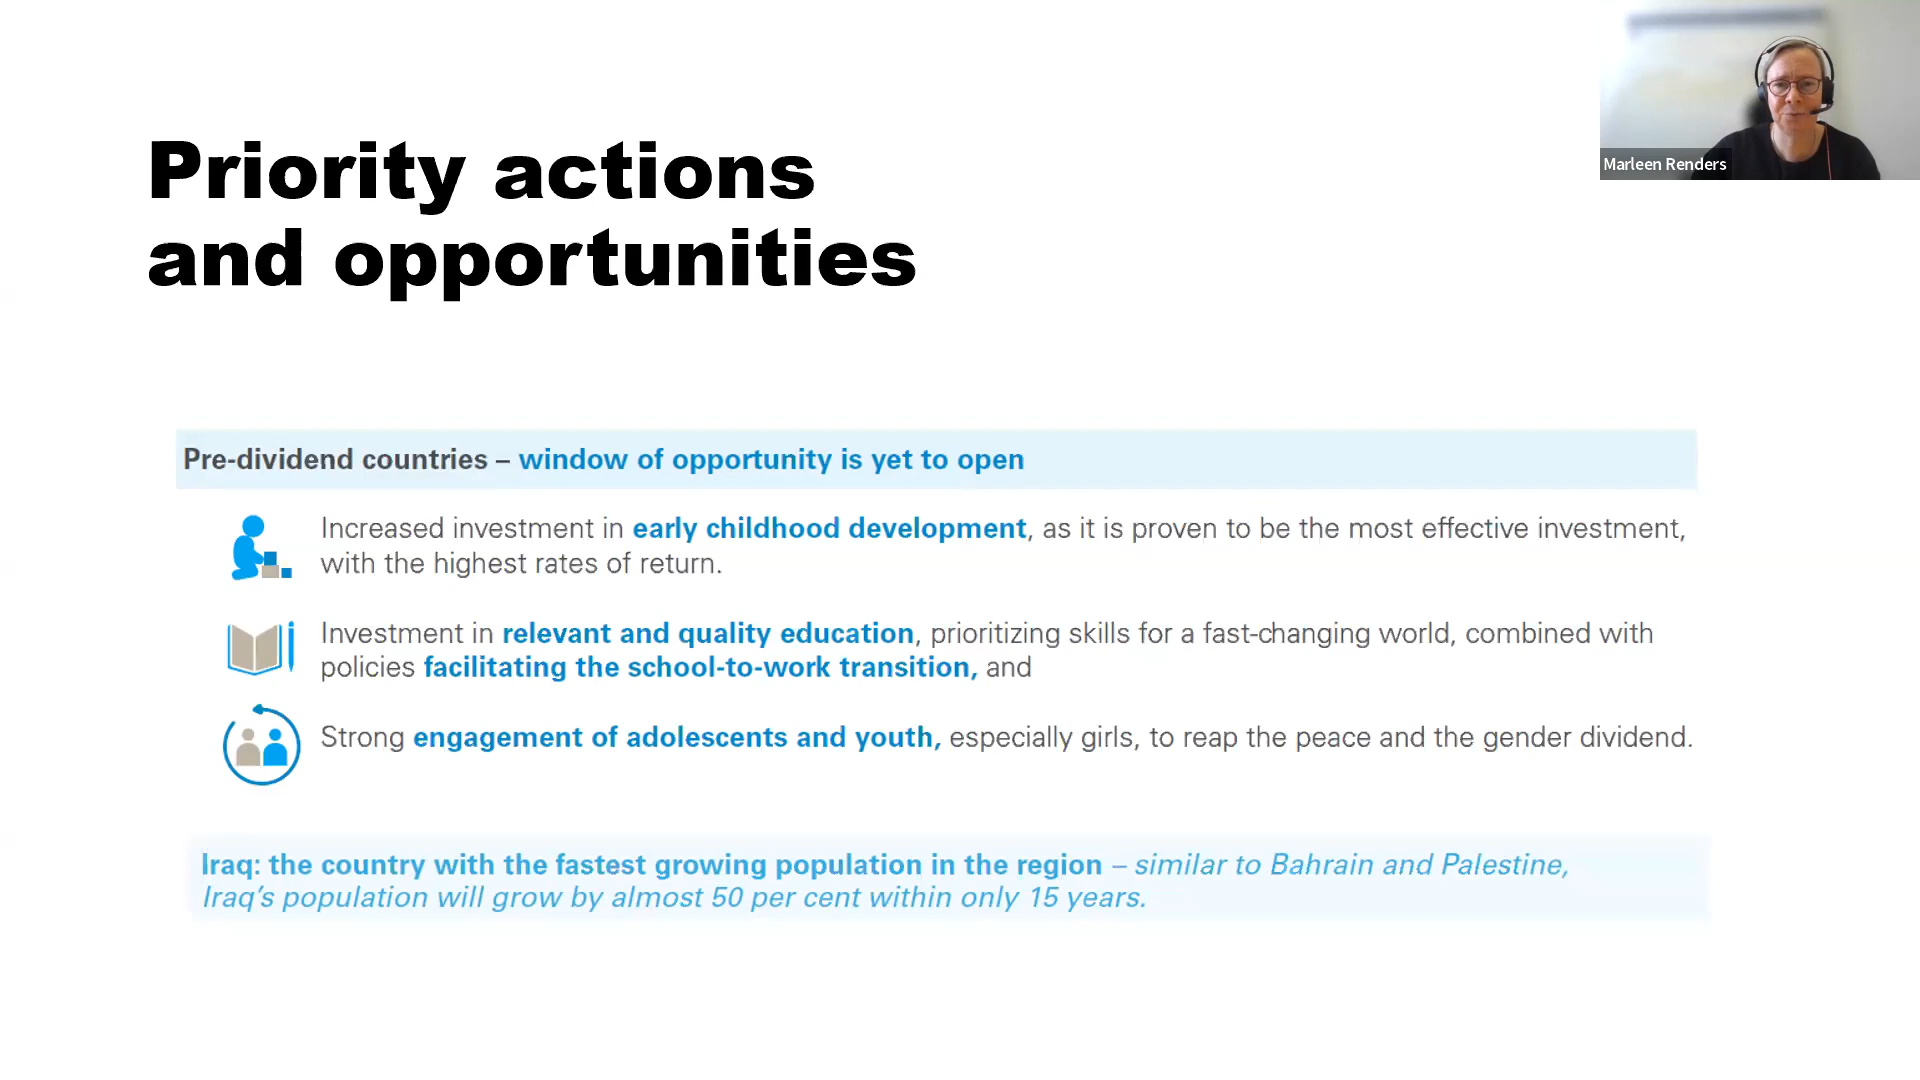 Marleen Renders
Priority actions
and opportunities
Pre-dividend countries – window of opportunity is yet to open
Increased investment in early childhood development, as it is proven to be the most effective investment,
with the highest rates of return.
Investment in relevant and quality education, prioritizing skills for a fast-changing world, combined with
policies facilitating the school-to-work transition, and
Strong engagement of adolescents and youth, especially girls, to reap the peace and the gender dividend.
Iraq: the country with the fastest growing population in the region – similar to Bahrain and Palestine,
Iraq’s population will grow by almost 50 per cent within only 15 years.